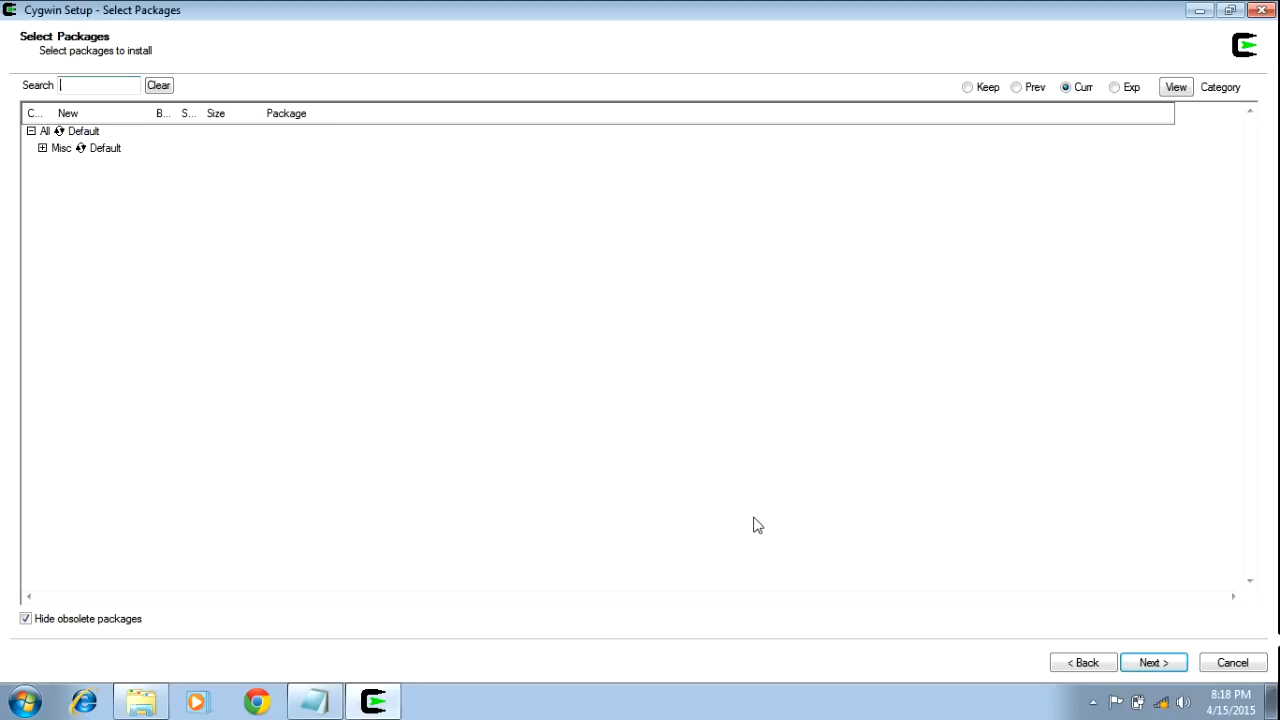 Cygwin Setup - Select Packages
Select Packages
Select packages to install
Search Clear Keep Prev Curr Exp View Category
C... New B... S... Size Package
All Default
Misc Default
Hide obsolete packages
< Back Next > Cancel
8:18 PM
4/15/2015